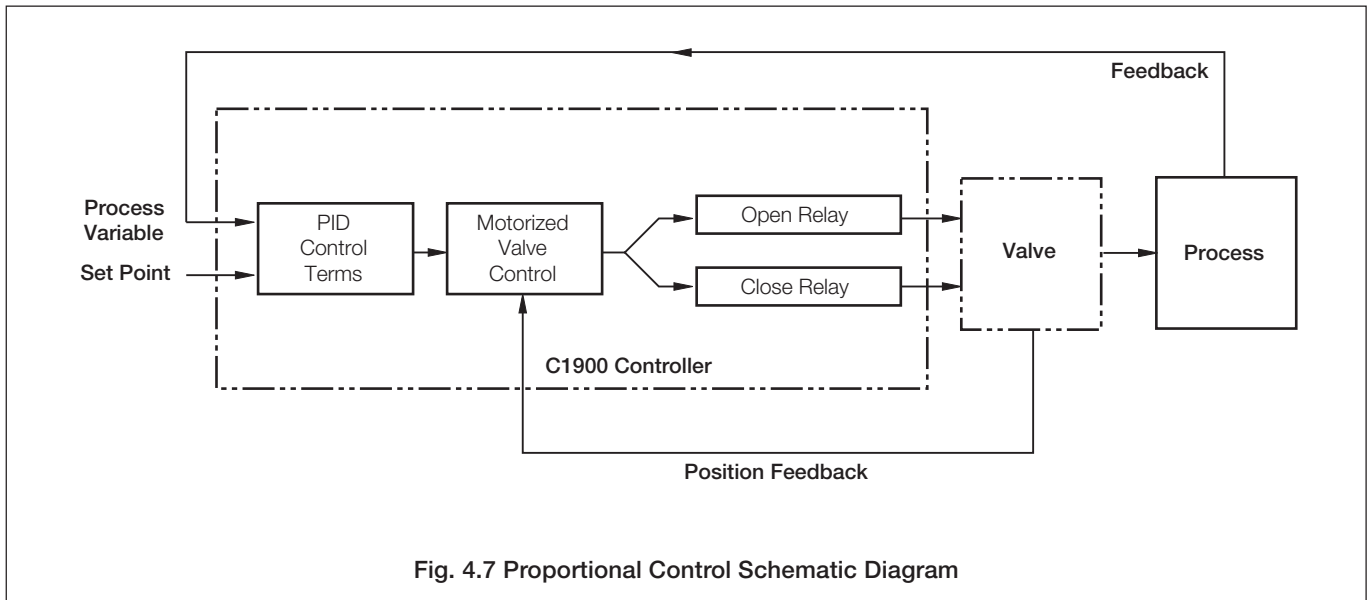 Feedback
Process
Variable
Set Point
PID
Control
Terms
Motorized
Valve
Control
Open Relay
Close Relay
Valve
Process
C1900 Controller
Position Feedback
Fig. 4.7 Proportional Control Schematic Diagram